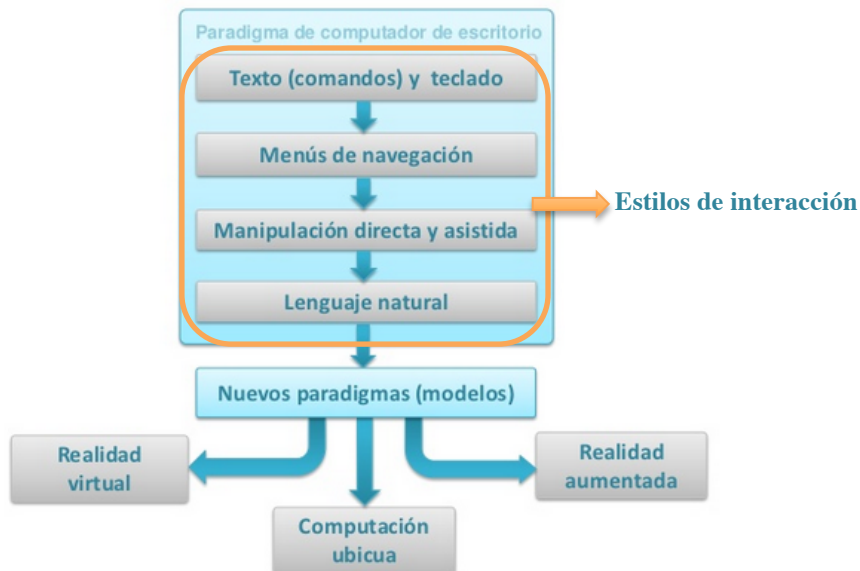 Paradigma de computador de escritorio
Texto (comandos) y teclado
Menús de navegación
Manipulación directa y asistida
Estilos de interacción
Lenguaje natural
Nuevos paradigmas (modelos)
Realidad
virtual
Computación
ubicua
Realidad
aumentada